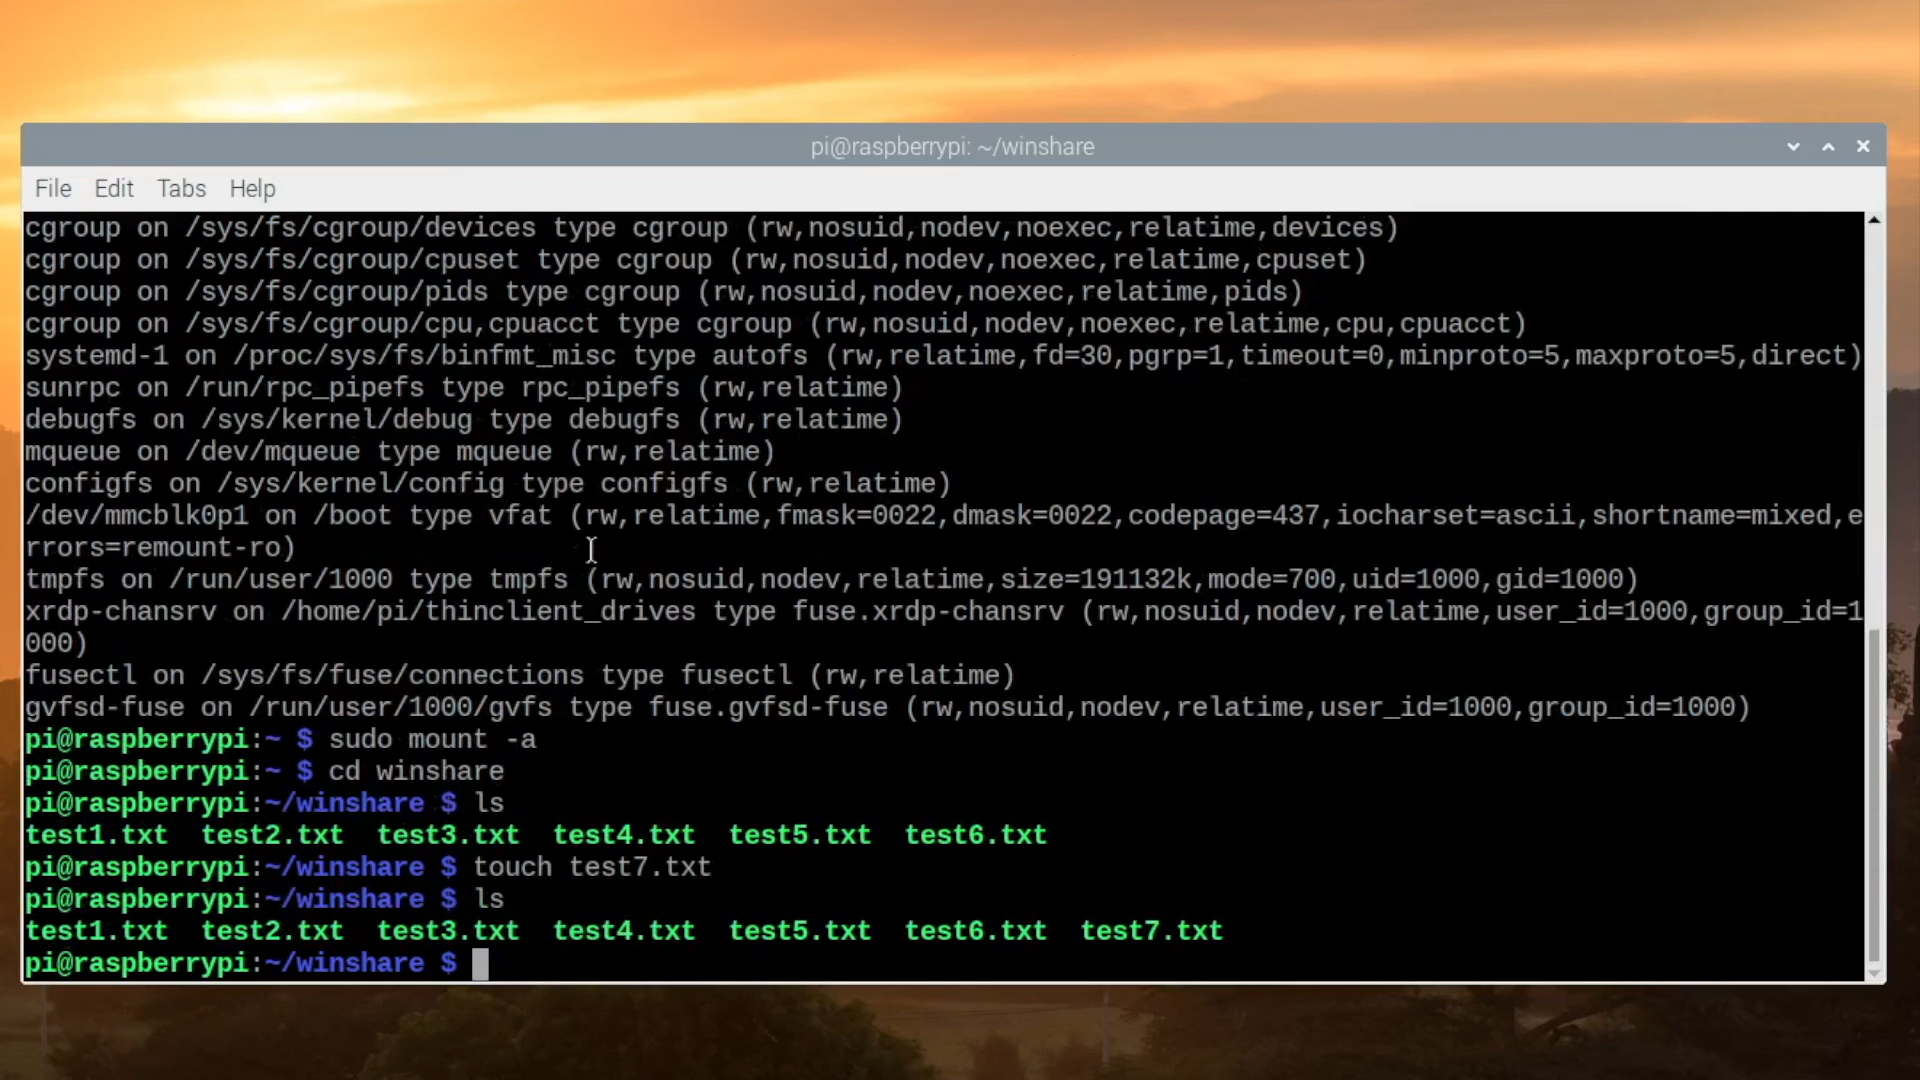 pi@raspberrypi: ~/winshare
File Edit Tabs Help
cgroup on /sys/fs/cgroup/devices type cgroup (rw,nosuid,nodev,noexec,relatime,devices)
cgroup on /sys/fs/cgroup/cpuset type cgroup (rw,nosuid,nodev,noexec,relatime,cpuset)
cgroup on /sys/fs/cgroup/pids type cgroup (rw,nosuid,nodev,noexec,relatime,pids)
cgroup on /sys/fs/cgroup/cpu,cpuacct type cgroup (rw,nosuid,nodev,noexec,relatime,cpu,cpuacct)
systemd-1 on /proc/sys/fs/binfmt_misc type autofs (rw,relatime,fd=30,pgrp=1,timeout=0,minproto=5,maxproto=5,direct)
sunrpc on /run/rpc_pipefs type rpc_pipefs (rw,relatime)
debugfs on /sys/kernel/debug type debugfs (rw,relatime)
mqueue on /dev/mqueue type mqueue (rw,relatime)
configfs on /sys/kernel/config type configfs (rw,relatime)
/dev/mmcblk0p1 on /boot type vfat (rw,relatime,fmask=0022,dmask=0022,codepage=437,iocharset=ascii,shortname=mixed,e
rrors=remount-ro)
tmpfs on /run/user/1000 type tmpfs (rw,nosuid,nodev,relatime,size=191132k,mode=700,uid=1000,gid=1000)
xrdp-chansrv on /home/pi/thinclient_drives type fuse.xrdp-chansrv (rw,nosuid,nodev,relatime,user_id=1000,group_id=1
000)
fusectl on /sys/fs/fuse/connections type fusectl (rw,relatime)
gvfsd-fuse on /run/user/1000/gvfs type fuse.gvfsd-fuse (rw,nosuid,nodev,relatime,user_id=1000,group_id=1000)
pi@raspberrypi:~ $ sudo mount -a
pi@raspberrypi:~ $ cd winshare
pi@raspberrypi:~/winshare $ ls
test1.txt test2.txt test3.txt test4.txt test5.txt test6.txt
pi@raspberrypi:~/winshare $ touch test7.txt
pi@raspberrypi:~/winshare $ ls
test1.txt test2.txt test3.txt test4.txt test5.txt test6.txt test7.txt
pi@raspberrypi:~/winshare $